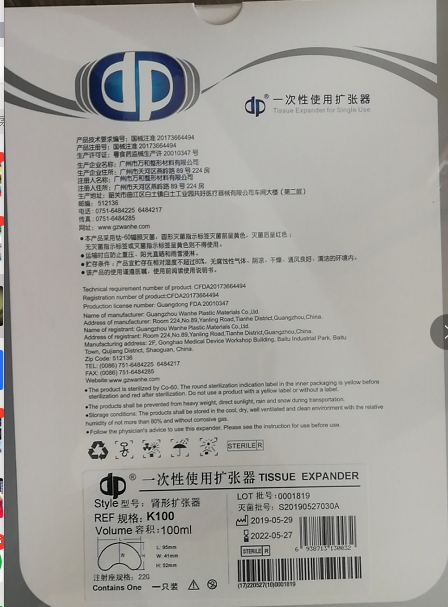 dp
dp® 一次性使用扩张器
Tissue Expander for Single Use
产品技术要求编号：国械注准 20173664494
产品注册号：国械注准 20173664494
生产许可证：粤食药监械生产许 20010347 号
生产企业名称：广州市万和整形材料有限公司
生产企业住所：广州市天河区燕岭路 89 号 224 房
注册人名称：广州市万和整形材料有限公司
注册人住所：广州市天河区燕岭路 89 号 224 房
生产地址：韶关市曲江区白土镇白土工业园共好医疗器械有限公司车间大楼（第二层）
邮编：512136
电话：0751-6484225 6484217
传真：0751-6484285
网址：www.gzwanhe.com
●本产品采用钴-60辐照灭菌，圆形灭菌指示标签灭菌前呈黄色，灭菌后呈红色；
无灭菌指示标签或灭菌指示标签呈黄色则不得使用。
●运输时应防止重压，阳光直晒和雨雪淋湿。
●贮存条件：产品宜贮存在相对湿度不超过80%，无腐蚀性气体，阴凉，干燥，通风良好，清洁的环境内。
●该产品的使用谨遵医嘱，使用前阅读使用说明书。
Technical requirement number of product:CFDA20173664494
Registration number of product:CFDA20173664494
Production license number: Guangdong FDA 20010347
Name of manufacturer: Guangzhou Wanhe Plastic Materials Co.,Ltd.
Address of manufacturer: Room 224,No.89,Yanling Road,Tianhe District,Guangzhou,China.
Name of registrant: Guangzhou Wanhe Plastic Materials Co.,Ltd.
Address of registrant: Room 224,No.89,Yanling Road,Tianhe District,Guangzhou,China.
Manufacturing address: 2F, Gonghao Medical Device Workshop Building, Baitu Industrial Park, Baitu
Town, Qujiang District, Shaoguan, China.
Zip Code: 512136
TEL: (0086) 751-6484225 6484217
FAX: (0086) 751-6484285
Website:www.gzwanhe.com
●The product is sterilized by Co-60. The round sterilization indication label in the inner packaging is yellow before
sterilization and red after sterilization. Do not use a product with a yellow label or without a label.
●The products shall be prevented from heavy weight, direct sunlight, rain and snow during transportation.
●Storage conditions: The products shall be stored in the cool, dry, well ventilated and clean environment with the relative
humidity of not more than 80% and without corrosive gas.
●Follow the physician's advice to use this expander. Please see the instruction for use before use.
STERILE R
dp® 一次性使用扩张器 TISSUE EXPANDER
Style 型号：肾形扩张器
LOT 批号:0001819
REF 规格：K100
灭菌批号：S20190527030A
Volume 容积:100ml
2019-05-29
2022-05-27
L: 95mm
W: 41mm
H: 52mm
STERILE R
6 938713 130032
注射座规格：22G
Contains One 一只装
(17)220527(10)0001819